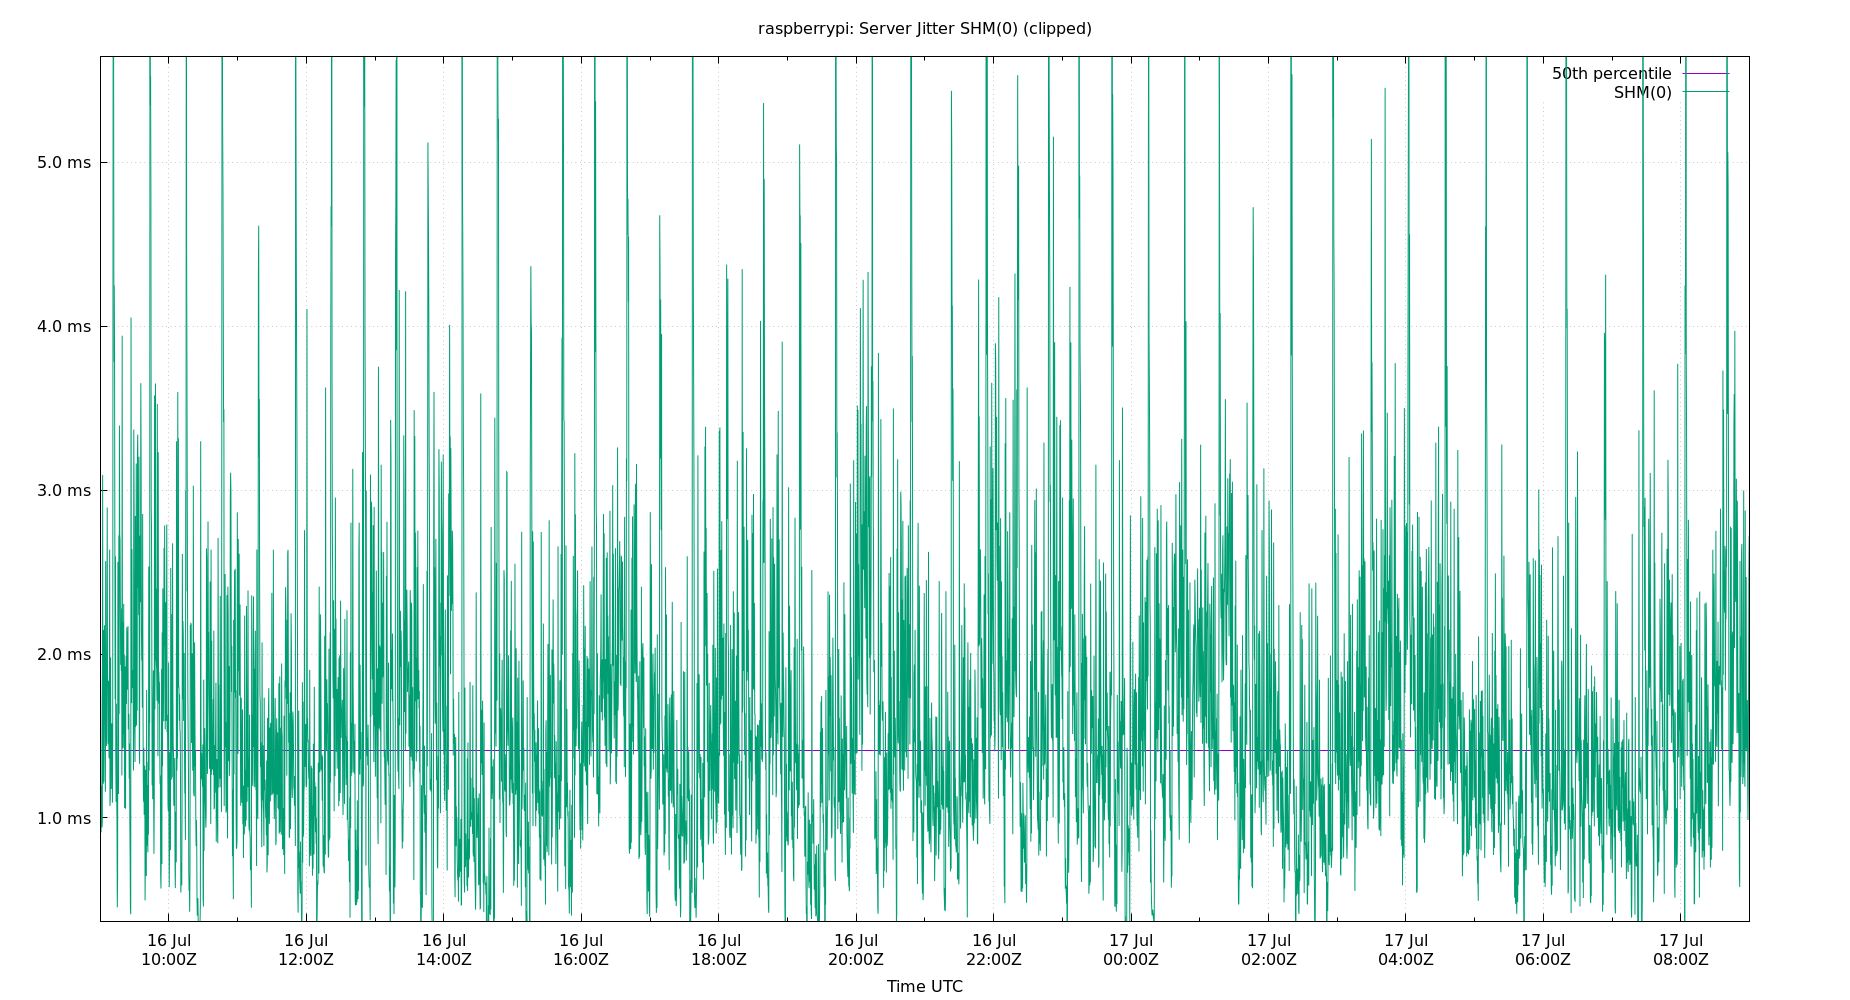 raspberrypi: Server Jitter SHM(0) (clipped)
50th percentile
SHM(0)
5.0 ms
4.0 ms
3.0 ms
2.0 ms
1.0 ms
16 Jul 16 Jul 16 Jul 16 Jul 16 Jul 16 Jul 16 Jul 17 Jul 17 Jul 17 Jul 17 Jul 17 Jul
10:00Z 12:00Z 14:00Z 16:00Z 18:00Z 20:00Z 22:00Z 00:00Z 02:00Z 04:00Z 06:00Z 08:00Z
Time UTC